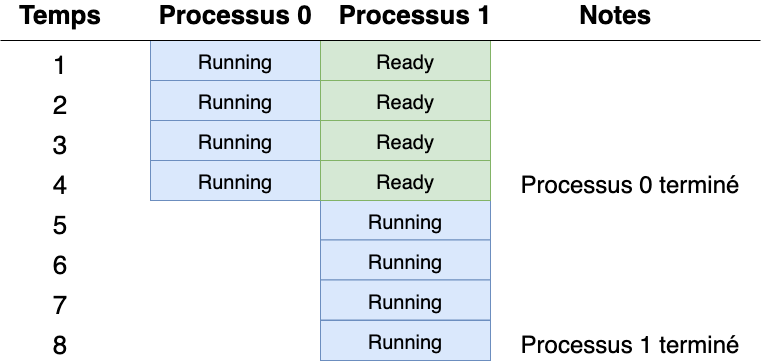 Temps Processus 0 Processus 1 Notes
1 Running Ready
2 Running Ready
3 Running Ready
4 Running Ready Processus 0 terminé
5 Running
6 Running
7 Running
8 Running Processus 1 terminé